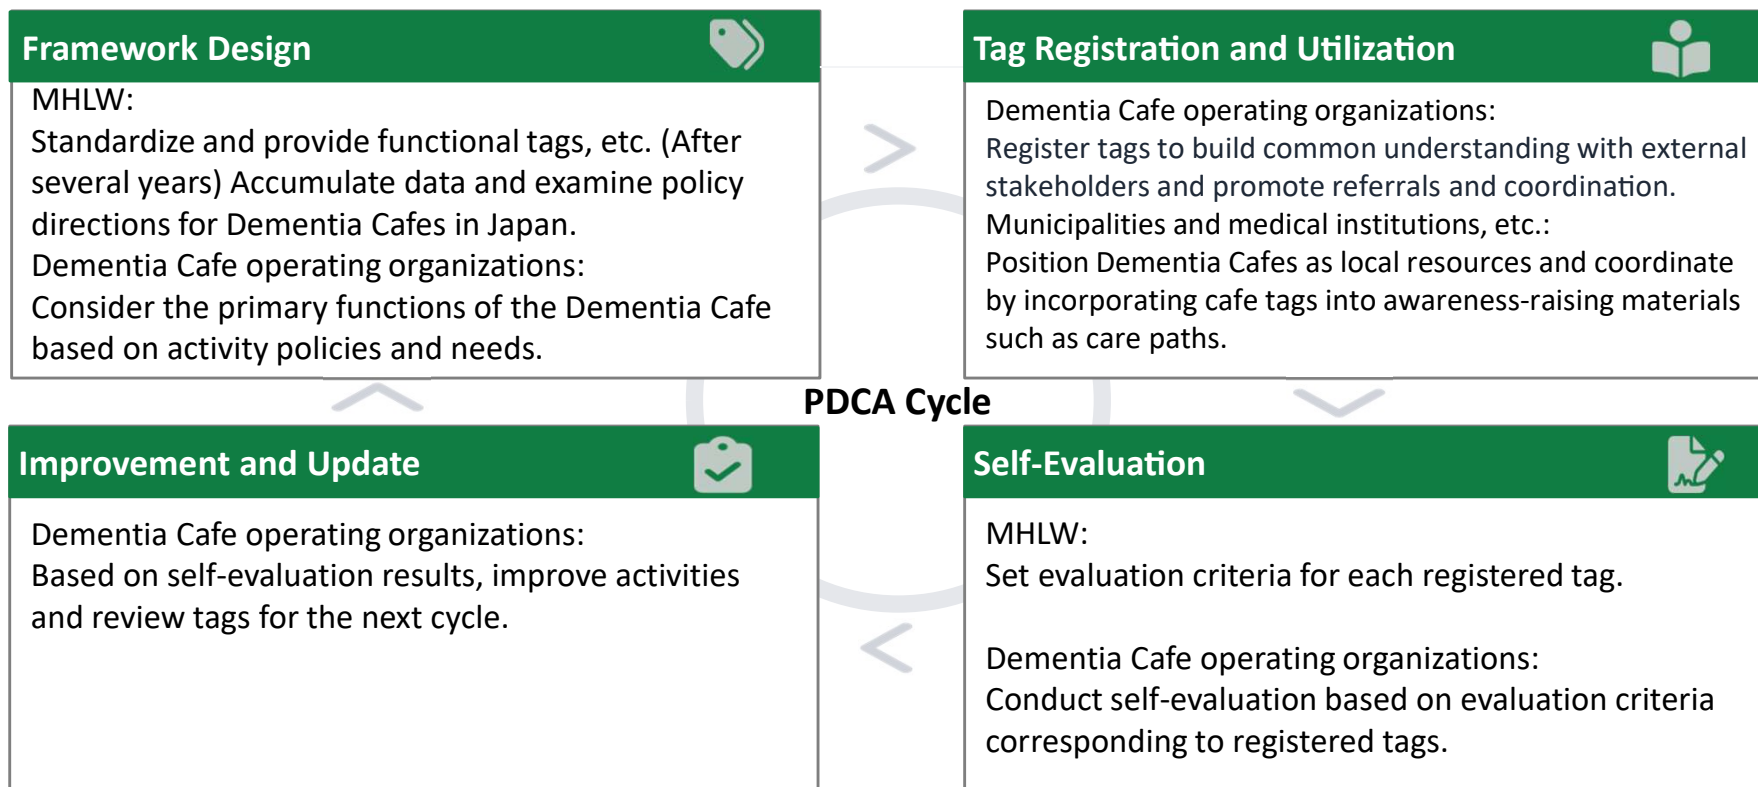 Framework Design
MHLW:
Standardize and provide functional tags, etc. (After
several years) Accumulate data and examine policy
directions for Dementia Cafes in Japan.
Dementia Cafe operating organizations:
Consider the primary functions of the Dementia Cafe
based on activity policies and needs.
Tag Registration and Utilization
Dementia Cafe operating organizations:
Register tags to build common understanding with external
stakeholders and promote referrals and coordination.
Municipalities and medical institutions, etc.:
Position Dementia Cafes as local resources and coordinate
by incorporating cafe tags into awareness-raising materials
such as care paths.
PDCA Cycle
Improvement and Update
Dementia Cafe operating organizations:
Based on self-evaluation results, improve activities
and review tags for the next cycle.
Self-Evaluation
MHLW:
Set evaluation criteria for each registered tag.
Dementia Cafe operating organizations:
Conduct self-evaluation based on evaluation criteria
corresponding to registered tags.